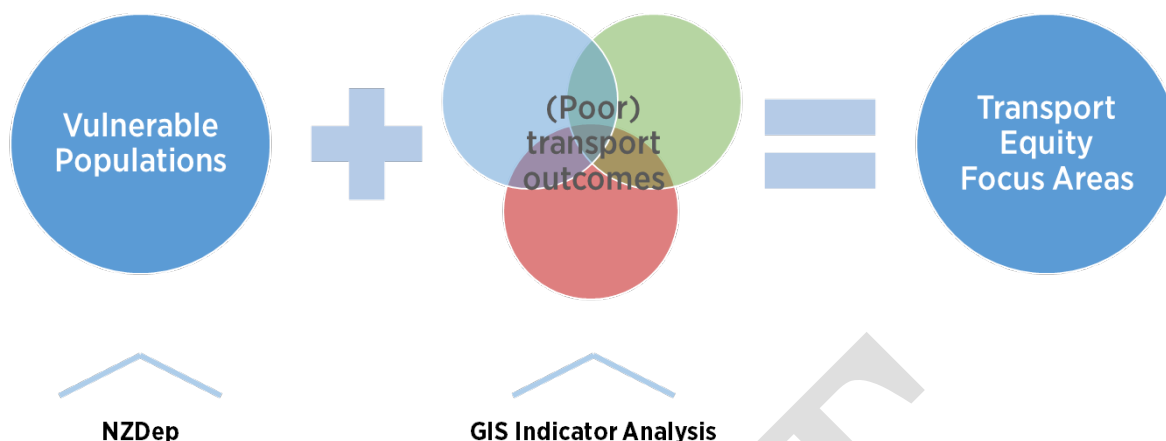 Vulnerable
Populations
(Poor)
transport
outcomes
Transport
Equity
Focus Areas
NZDep
GIS Indicator Analysis